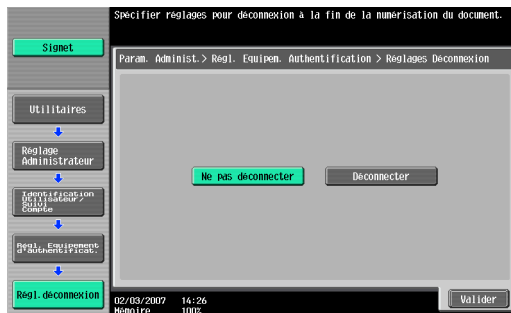 Spécifier réglages pour déconnexion à la fin de la numérisation du document.
Signet
Param. Administ.> Régl. Equipem. Authentification > Réglages Déconnexion
Utilitaires
Réglage
Administrateur
Identification
Utilisateur/
Suivi
Compte
Régl. Equipement
d'authentificat.
Régl.déconnexion
Ne pas déconnecter
Déconnecter
02/03/2007 14:26
Mémoire 100%
Valider